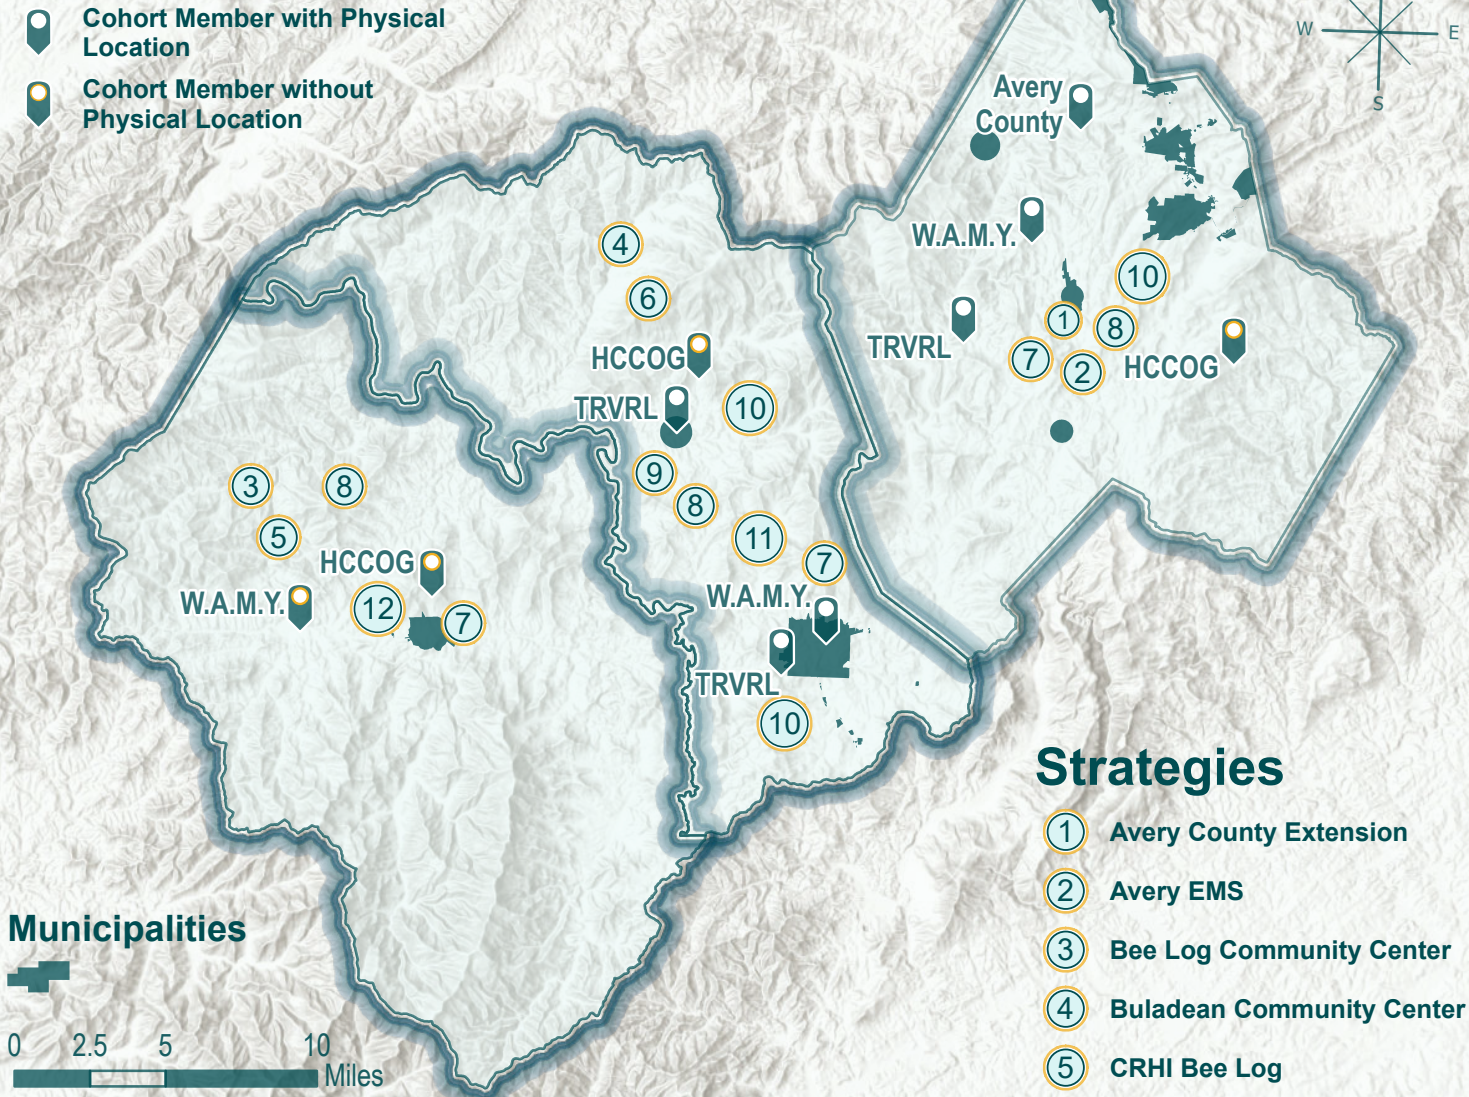 Cohort Member with Physical
Location
Cohort Member without
Physical Location
W
E
S
Avery
County
W.A.M.Y.
TRVRL
HCCOG
10
1
8
7
2
4
6
HCCOG
TRVRL
10
9
8
11
7
W.A.M.Y.
TRVRL
10
3
8
5
HCCOG
W.A.M.Y.
12
7
Strategies
1 Avery County Extension
2 Avery EMS
3 Bee Log Community Center
4 Buladean Community Center
5 CRHI Bee Log
Municipalities
0 2.5 5 10
Miles